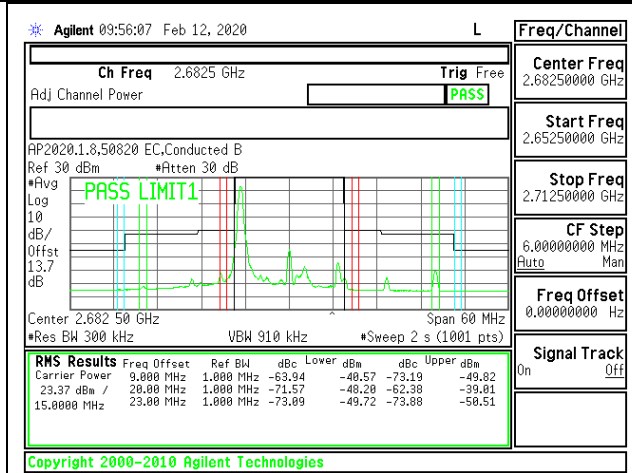 Agilent 09:56:07 Feb 12, 2020 L
Freq/Channel
Ch Freq 2.6825 GHz Trig Free
Adj Channel Power
PASS
AP2020.1.8,50820 EC,Conducted B
Ref 30 dBm #Atten 30 dB
#Avg
Log
10
dB/
Offst
13.7
dB
PASS LIMIT1
Center 2.682 50 GHz Span 60 MHz
#Res BW 300 kHz VBW 910 kHz #Sweep 2 s (1001 pts)
RMS Results Freq Offset Ref BW dBc Lower dBm dBc Upper dBm
Carrier Power 9.000 MHz 1.000 MHz -63.94 -40.57 -73.19 -49.82
23.37 dBm / 20.00 MHz 1.000 MHz -71.57 -48.20 -62.38 -39.01
15.0000 MHz 23.00 MHz 1.000 MHz -73.09 -49.72 -73.88 -50.51
Copyright 2000-2010 Agilent Technologies
Center Freq
2.68250000 GHz
Start Freq
2.65250000 GHz
Stop Freq
2.71250000 GHz
CF Step
6.00000000 MHz
Auto Man
Freq Offset
0.00000000 Hz
Signal Track
On Off